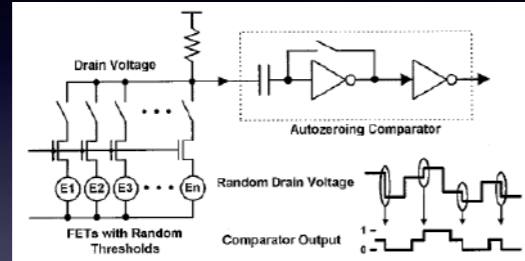 Drain Voltage
Autozeroing Comparator
E1 E2 E3 En
Random Drain Voltage
FETs with Random
Thresholds
Comparator Output
1
0